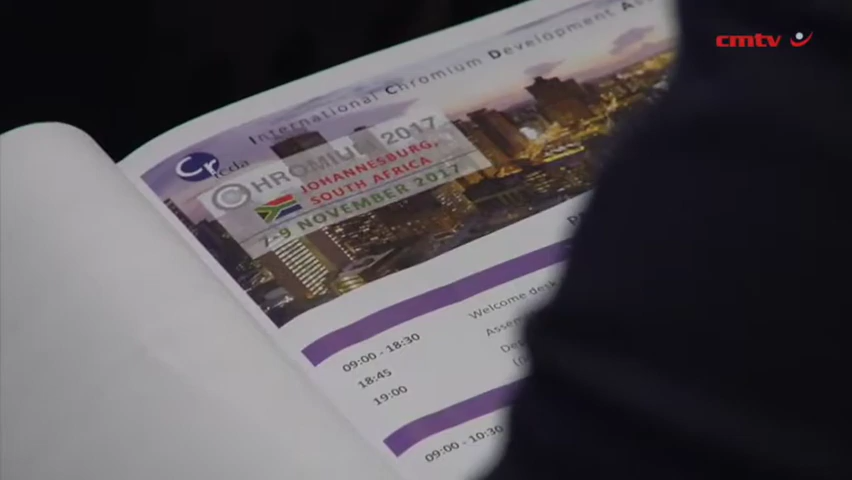 cmtv
International Chromium Development
Cr
icda
CHROMIUM 2017
JOHANNESBURG,
SOUTH AFRICA
7-9 NOVEMBER 2017
09:00 - 18:30 Welcome desk
18:45
19:00
09:00 - 10:30